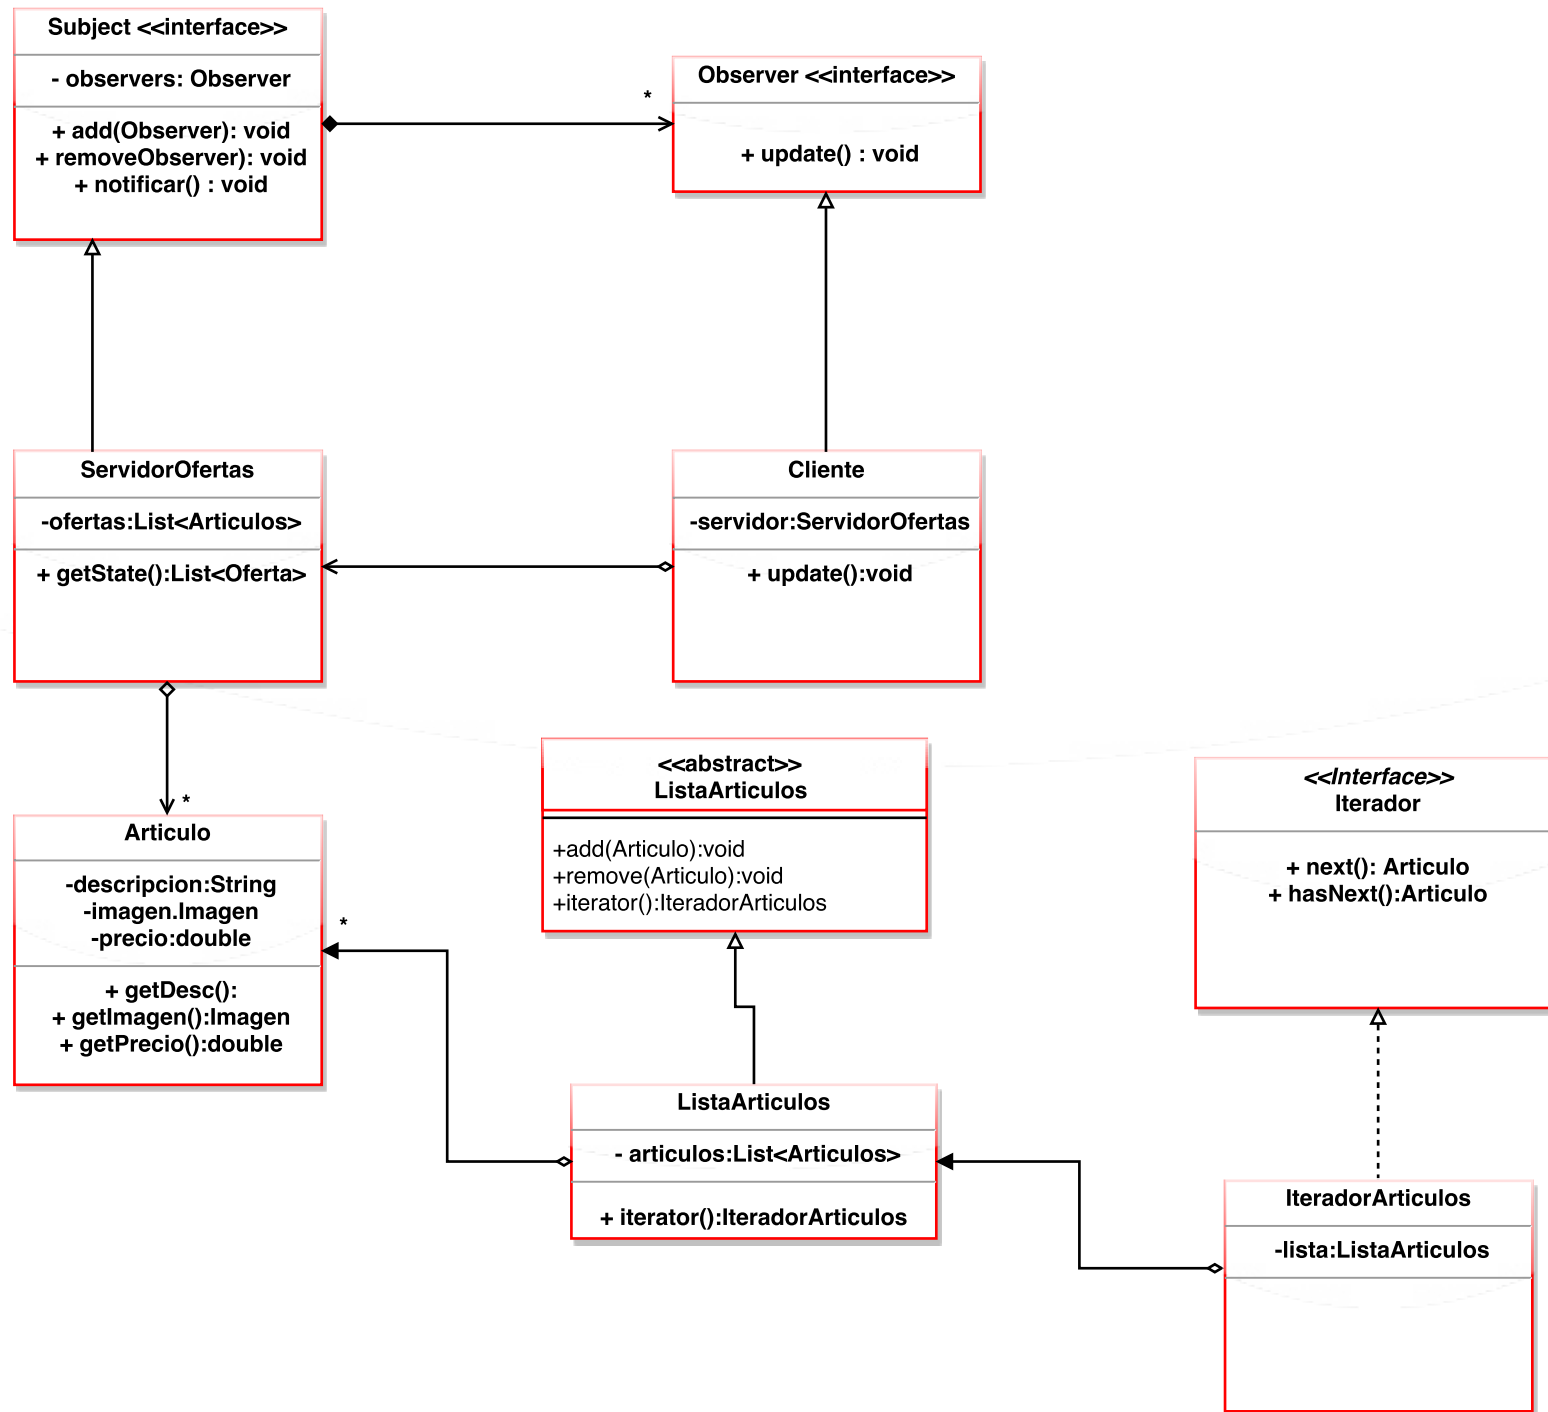 Subject <<interface>>
- observers: Observer
+ add(Observer): void
+ removeObserver): void
+ notificar() : void
*
Observer <<interface>>
+ update() : void
ServidorOfertas
-ofertas:List<Articulos>
+ getState():List<Oferta>
Cliente
-servidor:ServidorOfertas
+ update():void
*
Articulo
-descripcion:String
-imagen.Imagen
-precio:double
+ getDesc():
+ getImagen():Imagen
+ getPrecio():double
*
<<abstract>>
ListaArticulos
+add(Articulo):void
+remove(Articulo):void
+iterator():IteradorArticulos
<<Interface>>
Iterador
+ next(): Articulo
+ hasNext():Articulo
ListaArticulos
- articulos:List<Articulos>
+ iterator():IteradorArticulos
IteradorArticulos
-lista:ListaArticulos